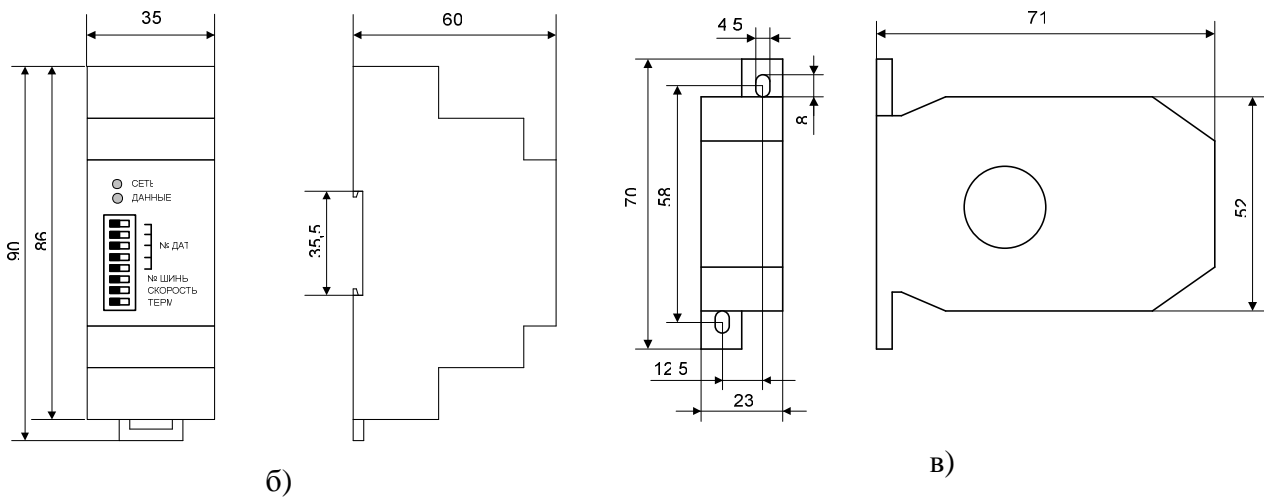 35
60
4 5
71
СЕТЬ
ДАННЫЕ
№ ДАТ
№ ШИНЬ
СКОРОСТЬ
ТЕРМ
90
86
35,5
8
70
58
52
12 5
23
б)
в)